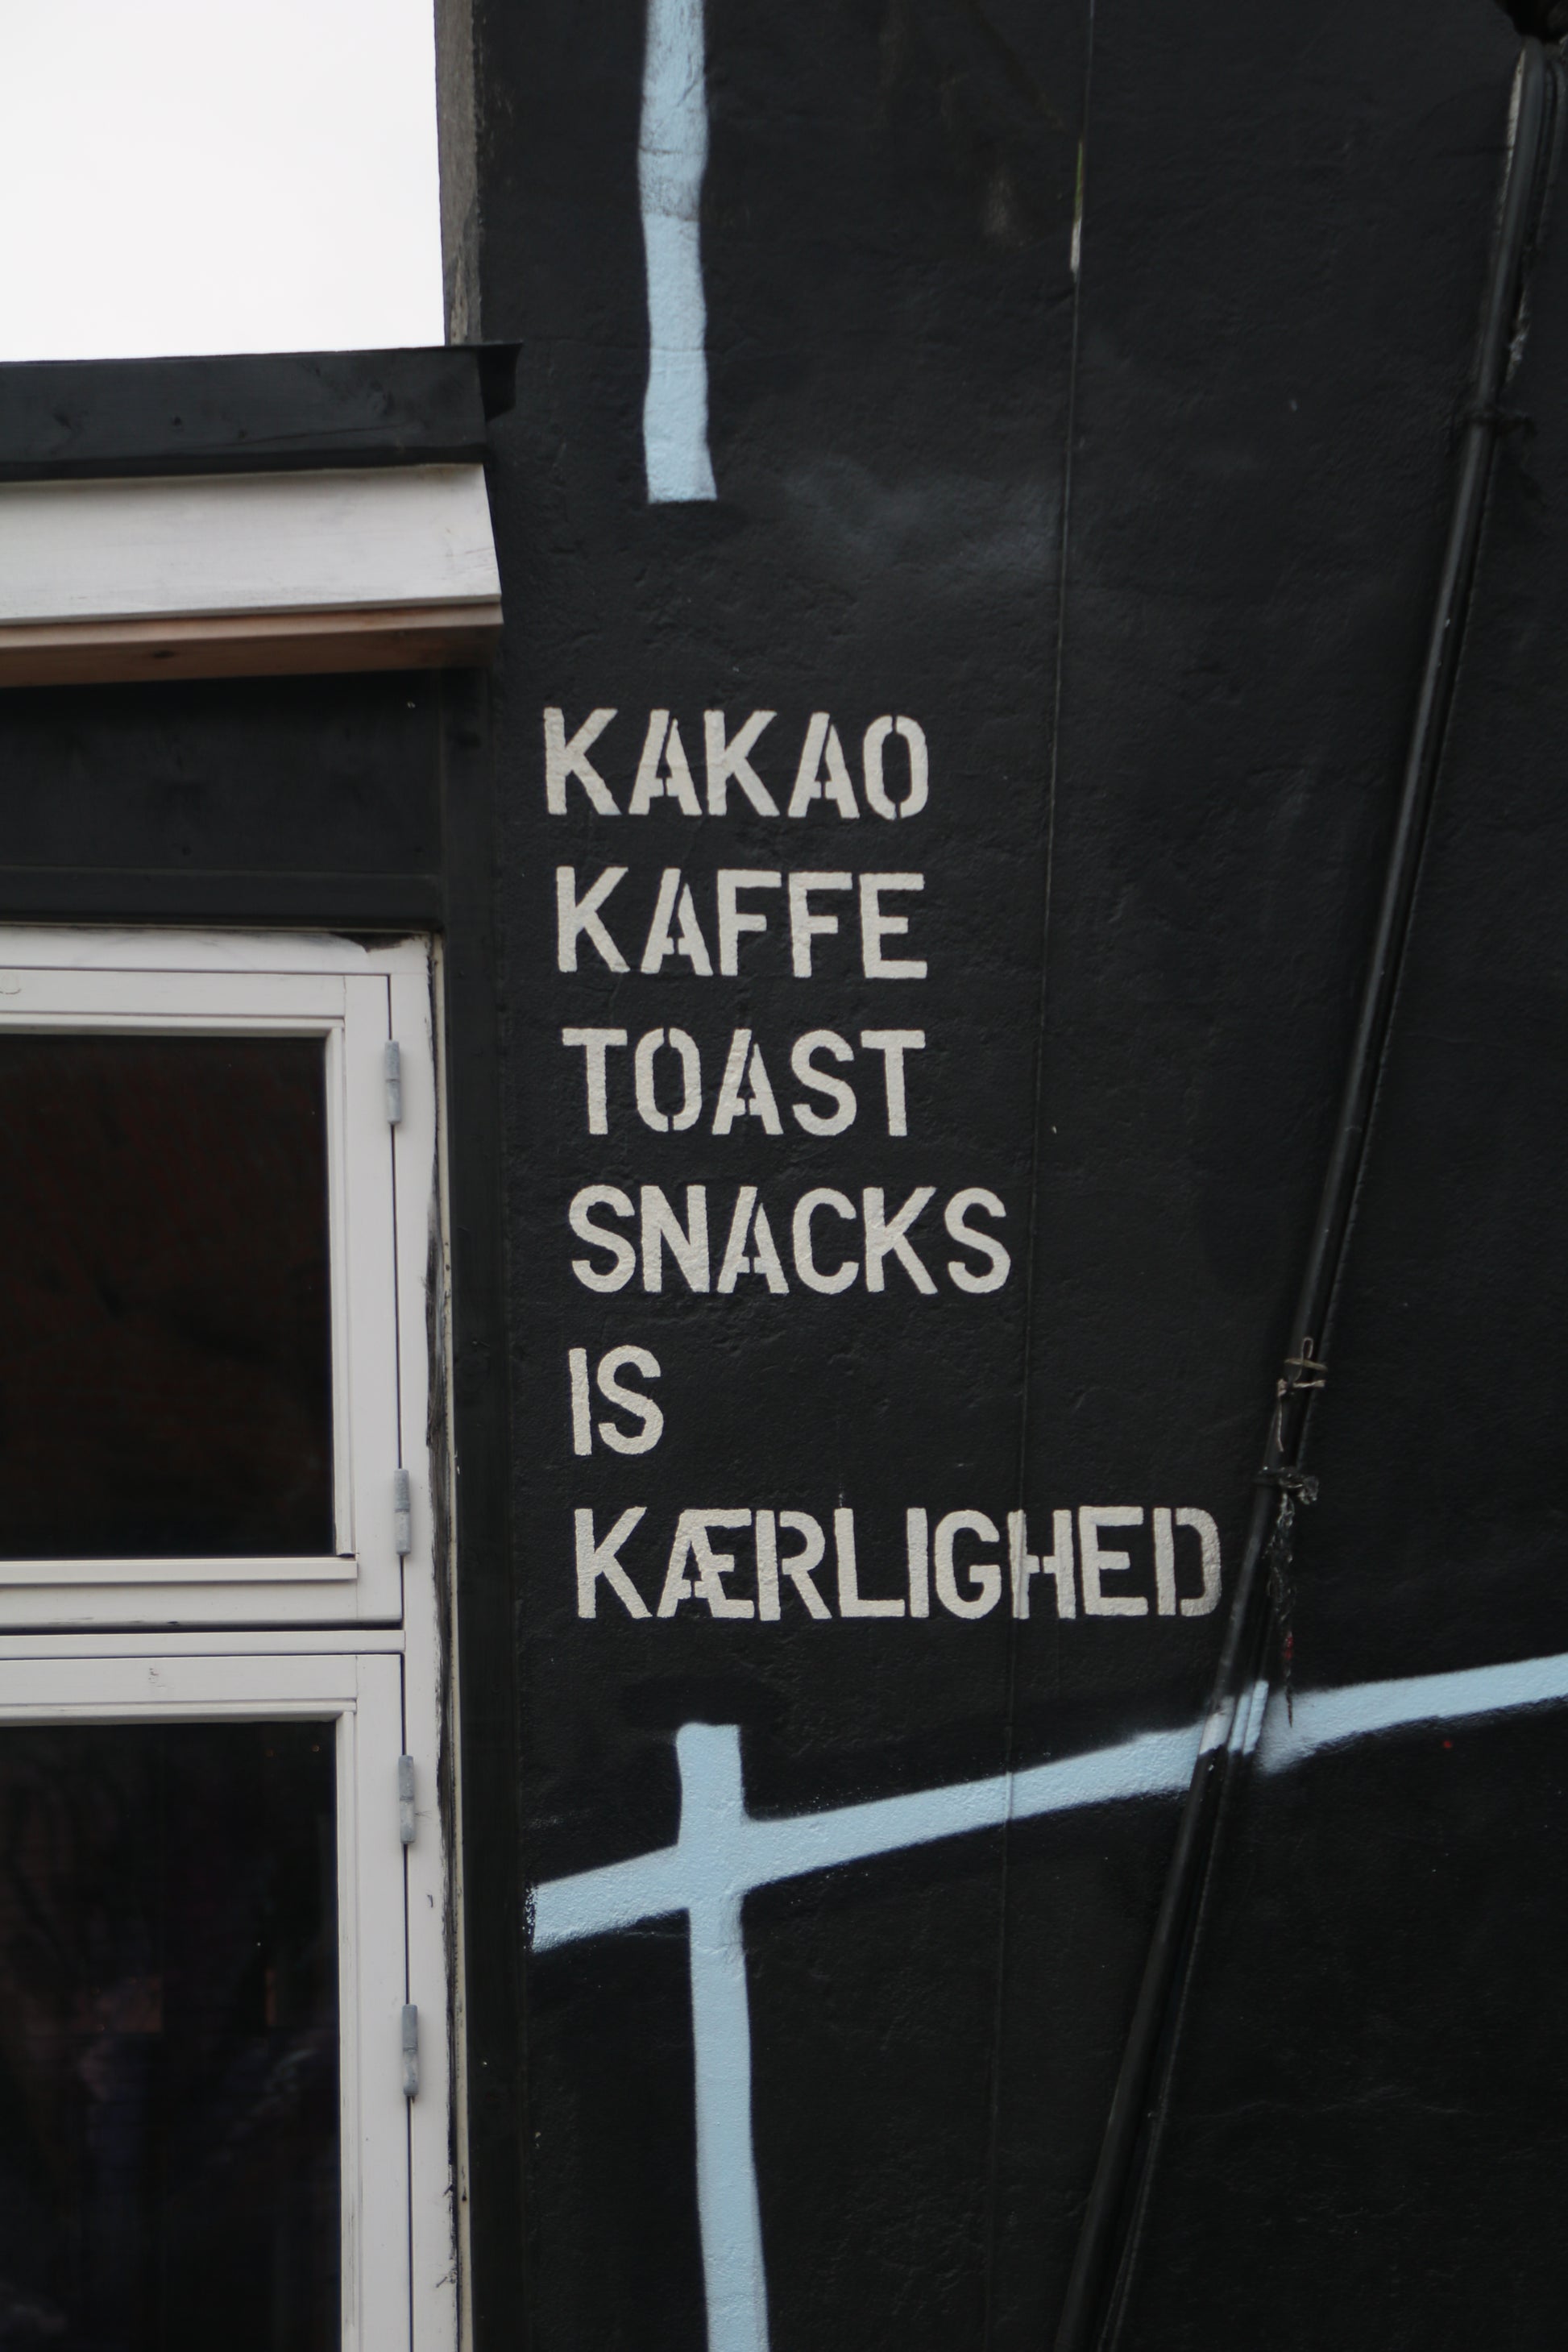 KAKAO
KAFFE
TOAST
SNACKS
IS
KÆRLIGHED